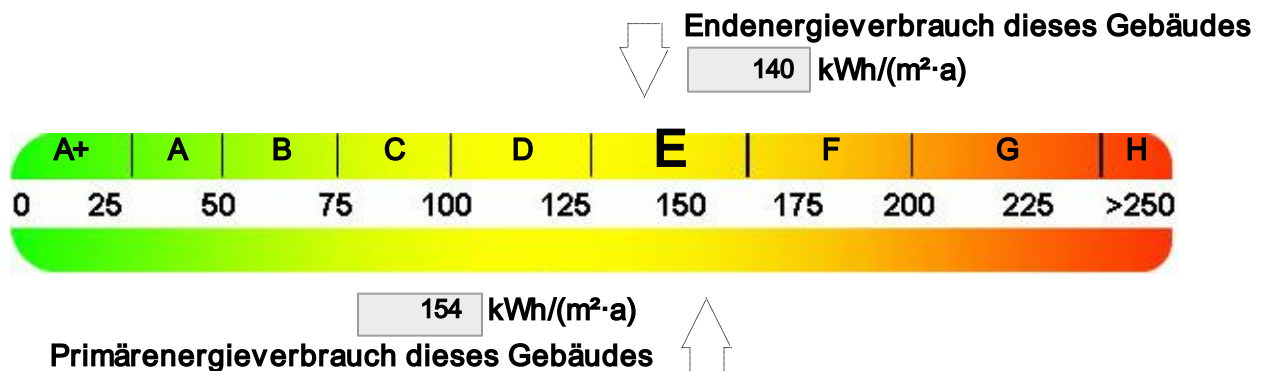 Endenergieverbrauch dieses Gebäudes
140 kWh/(m²·a)
A+ A B C D E F G H
0 25 50 75 100 125 150 175 200 225 >250
154 kWh/(m²·a)
Primärenergieverbrauch dieses Gebäudes